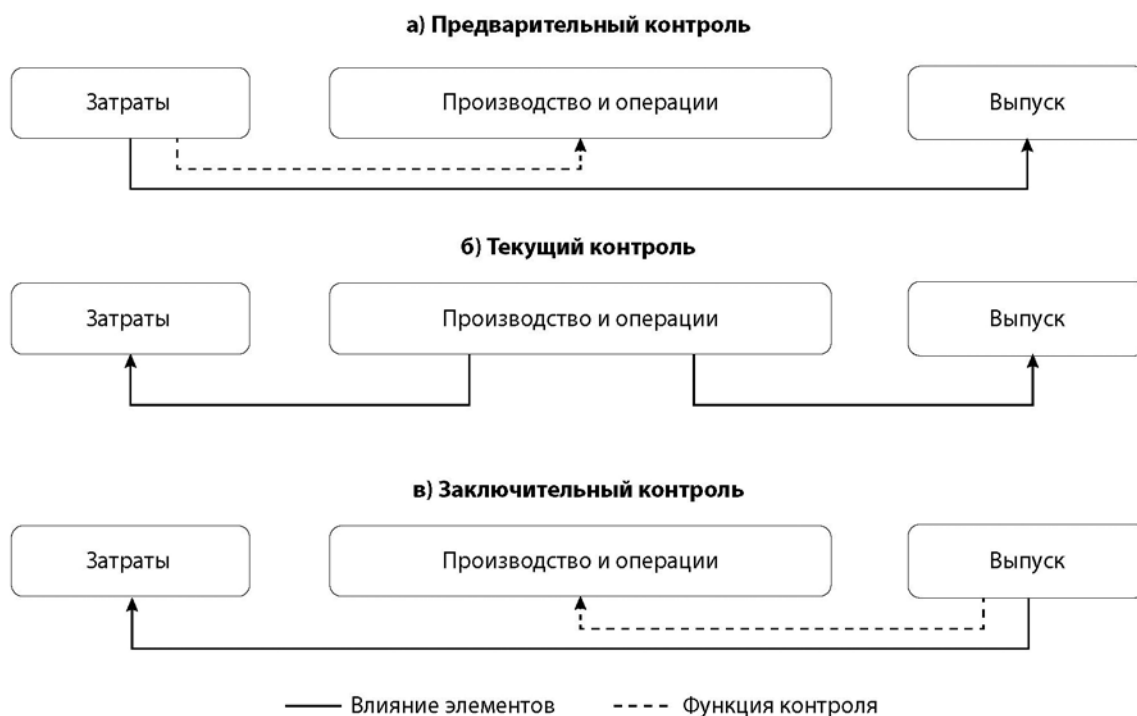 а) Предварительный контроль
Затраты
Производство и операции
Выпуск
б) Текущий контроль
Затраты
Производство и операции
Выпуск
в) Заключительный контроль
Затраты
Производство и операции
Выпуск
Влияние элементов
Функция контроля